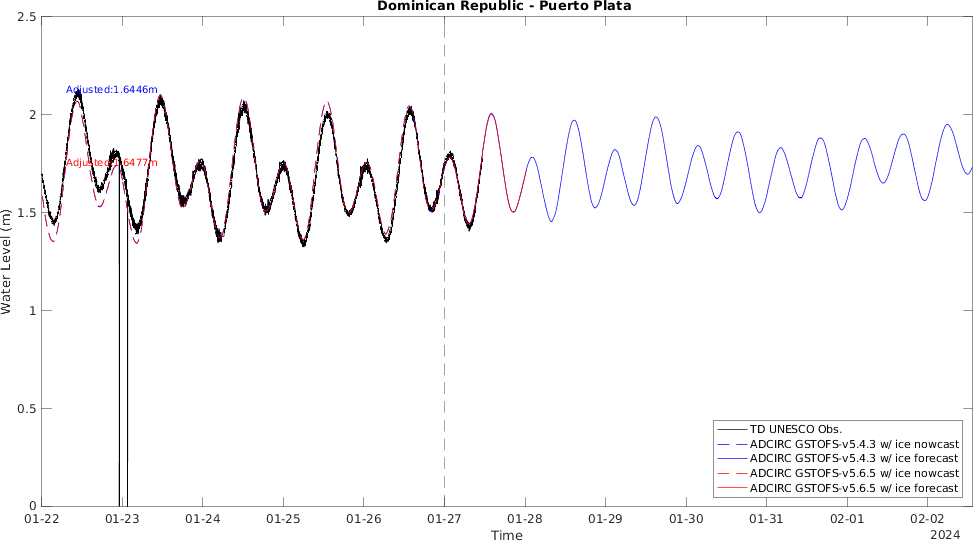 Dominican Republic - Puerto Plata
2.5
2
1.5
1
0.5
0
Water Level (m)
Adjusted:1.6446m
Adjusted:1.6477m
TD UNESCO Obs.
ADCIRC GSTOFS-v5.4.3 w/ ice nowcast
ADCIRC GSTOFS-v5.4.3 w/ ice forecast
ADCIRC GSTOFS-v5.6.5 w/ ice nowcast
ADCIRC GSTOFS-v5.6.5 w/ ice forecast
01-22 01-23 01-24 01-25 01-26 01-27 01-28 01-29 01-30 01-31 02-01 02-02
Time
2024